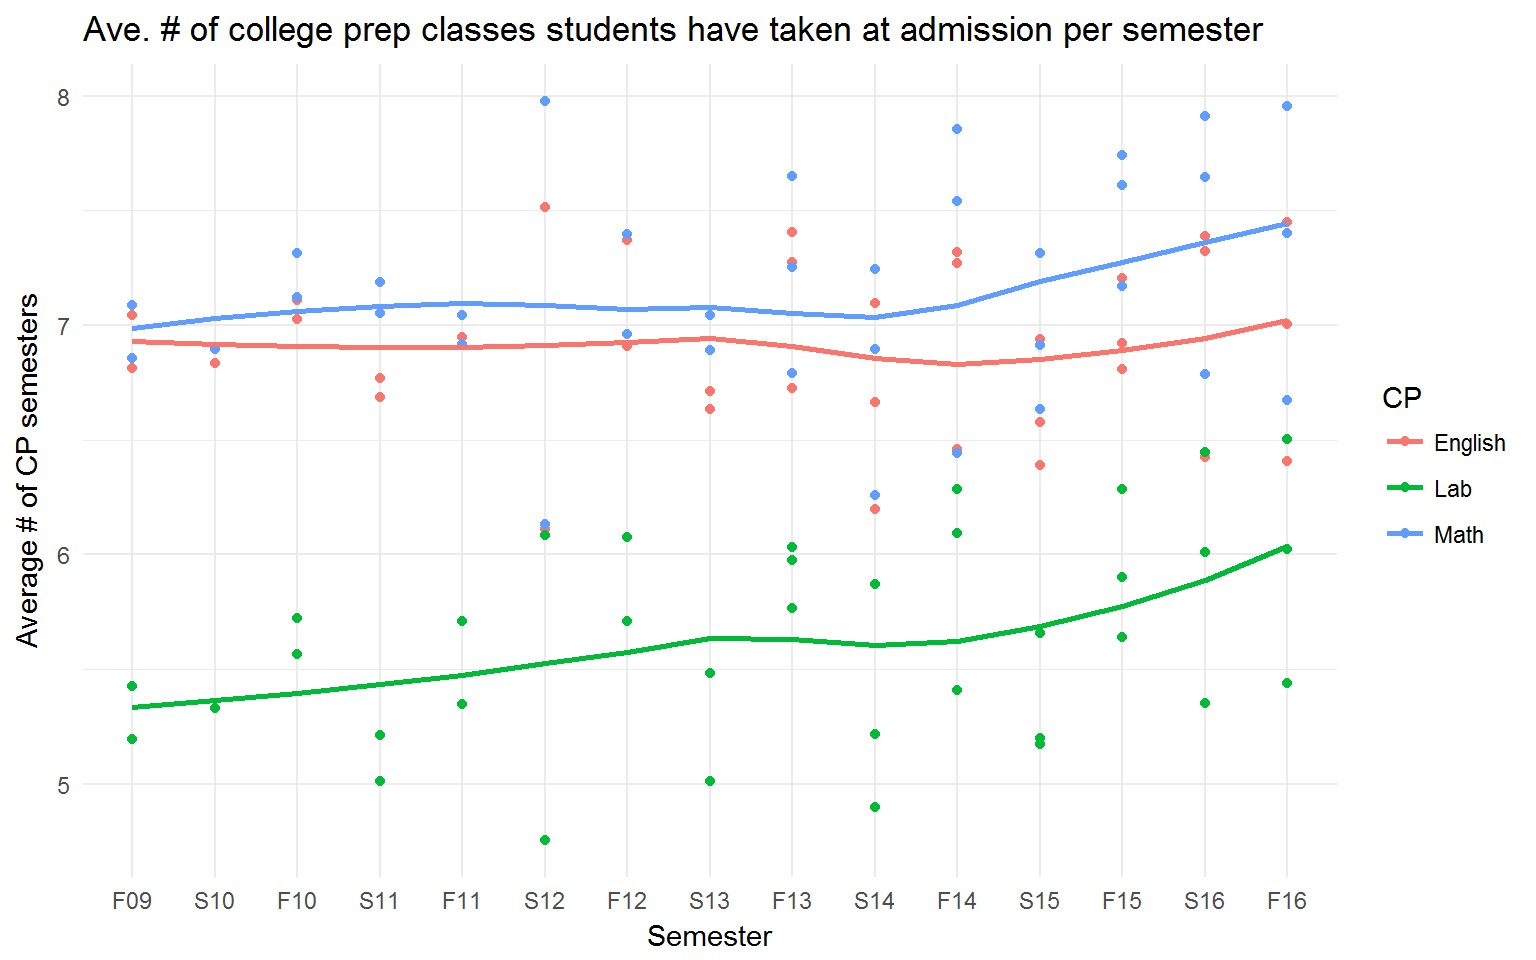 Ave. # of college prep classes students have taken at admission per semester
Average # of CP semesters
8
7
6
5
F09 S10 F10 S11 F11 S12 F12 S13 F13 S14 F14 S15 F15 S16 F16
Semester
CP
English
Lab
Math